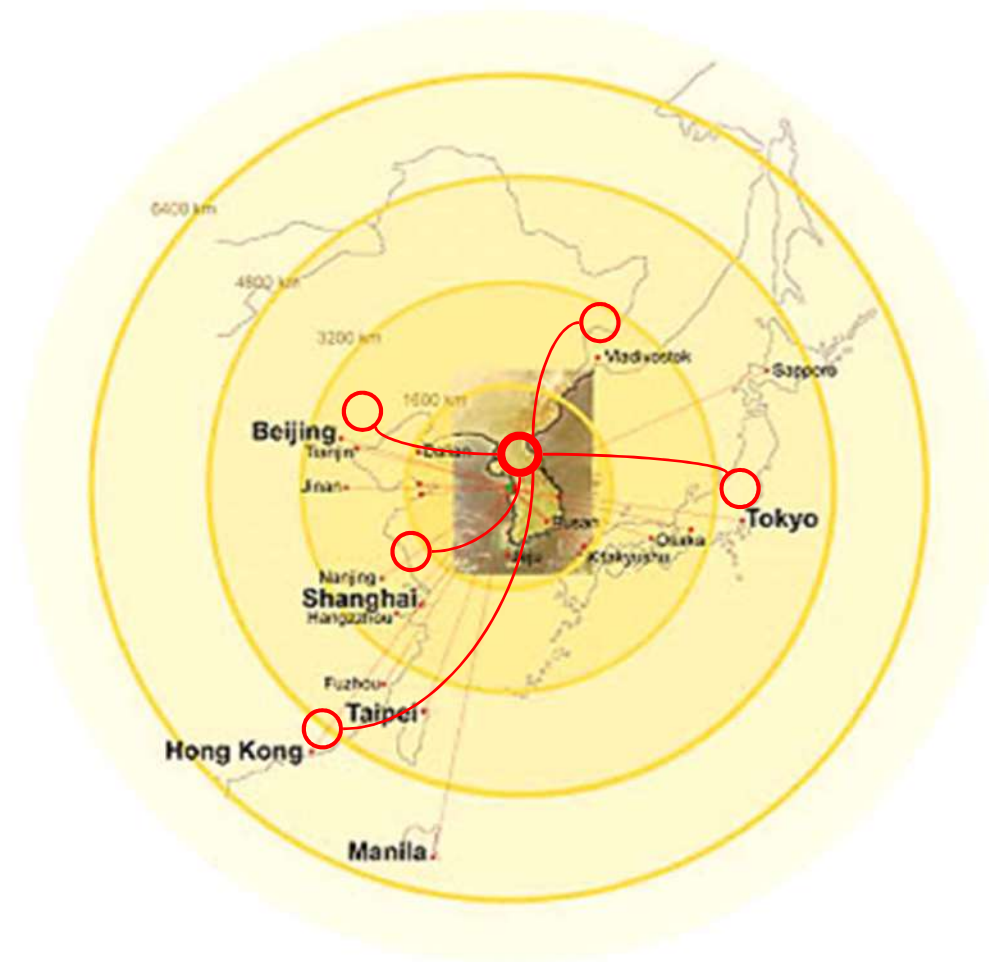 6400 km
4800 km
3200 km
Vladivostok
Sapporo
1600 km
Beijing
Tianjin
Dalian
Jinan
Tokyo
Pusan
Osaka
Kitakyushu
Jeju
Nanjing
Shanghai
Hangzhou
Fuzhou
Taipei
Hong Kong
Manila